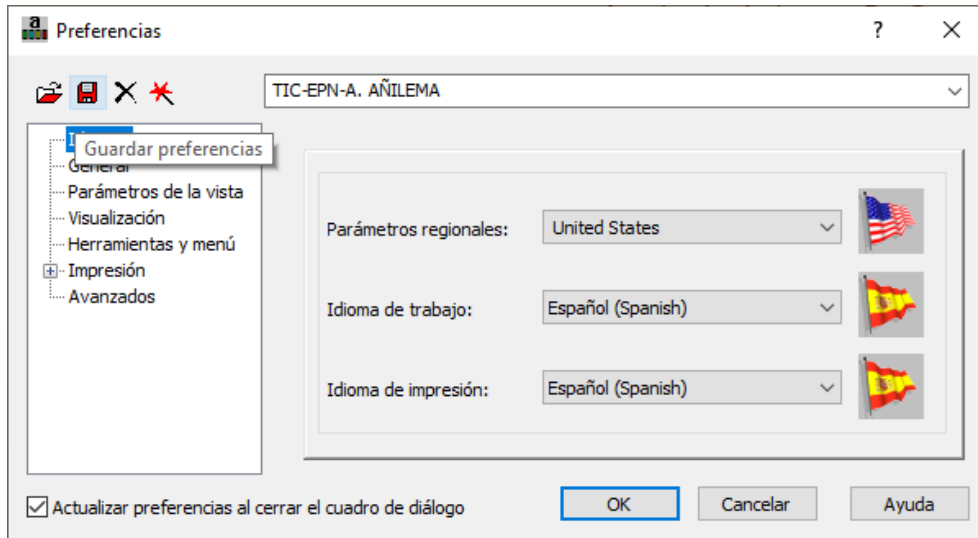 Preferencias
TIC-EPN-A. AÑILEMA
Guardar preferencias
General
Parámetros de la vista
Visualización
Herramientas y menú
Impresión
Avanzados
Parámetros regionales: United States
Idioma de trabajo: Español (Spanish)
Idioma de impresión: Español (Spanish)
Actualizar preferencias al cerrar el cuadro de diálogo
OK Cancelar Ayuda